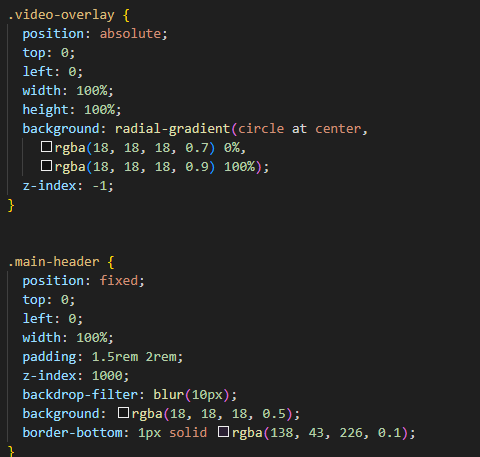 .video-overlay {
position: absolute;
top: 0;
left: 0;
width: 100%;
height: 100%;
background: radial-gradient(circle at center,
rgba(18, 18, 18, 0.7) 0%,
rgba(18, 18, 18, 0.9) 100%);
z-index: -1;
}
.main-header {
position: fixed;
top: 0;
left: 0;
width: 100%;
padding: 1.5rem 2rem;
z-index: 1000;
backdrop-filter: blur(10px);
background: rgba(18, 18, 18, 0.5);
border-bottom: 1px solid rgba(138, 43, 226, 0.1);
}